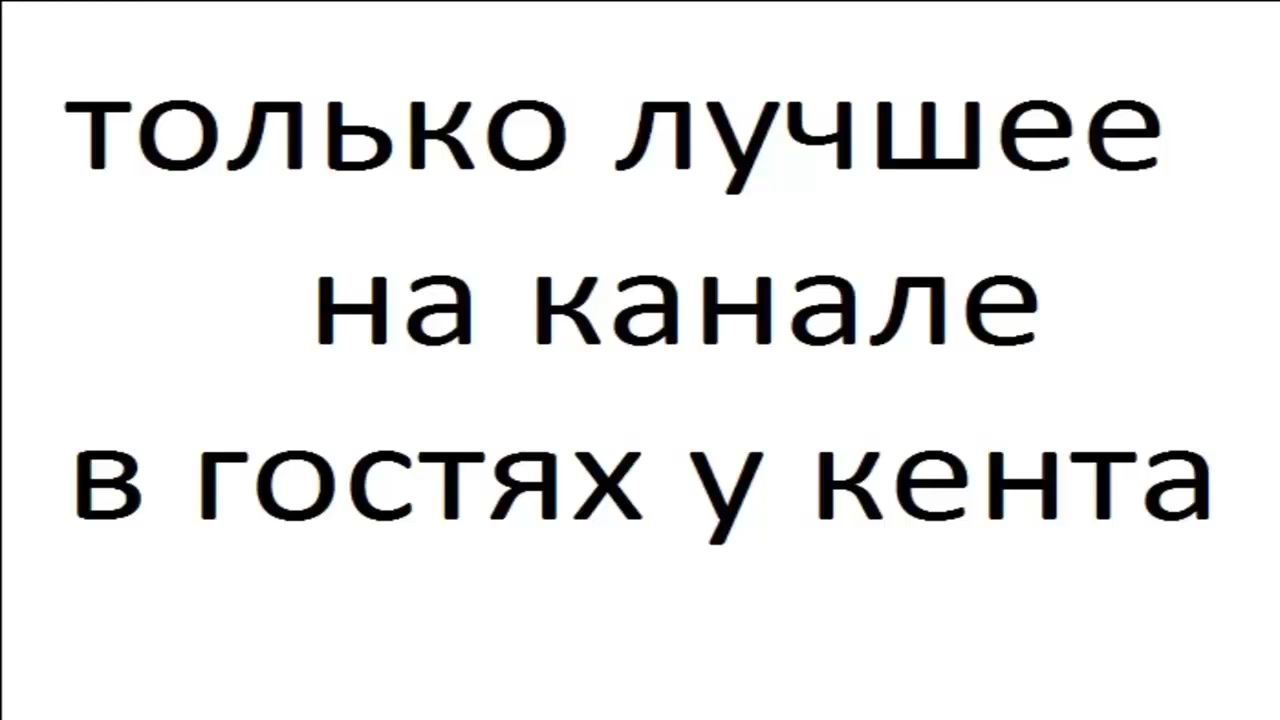 только лучшее
на канале
в гостях у кента